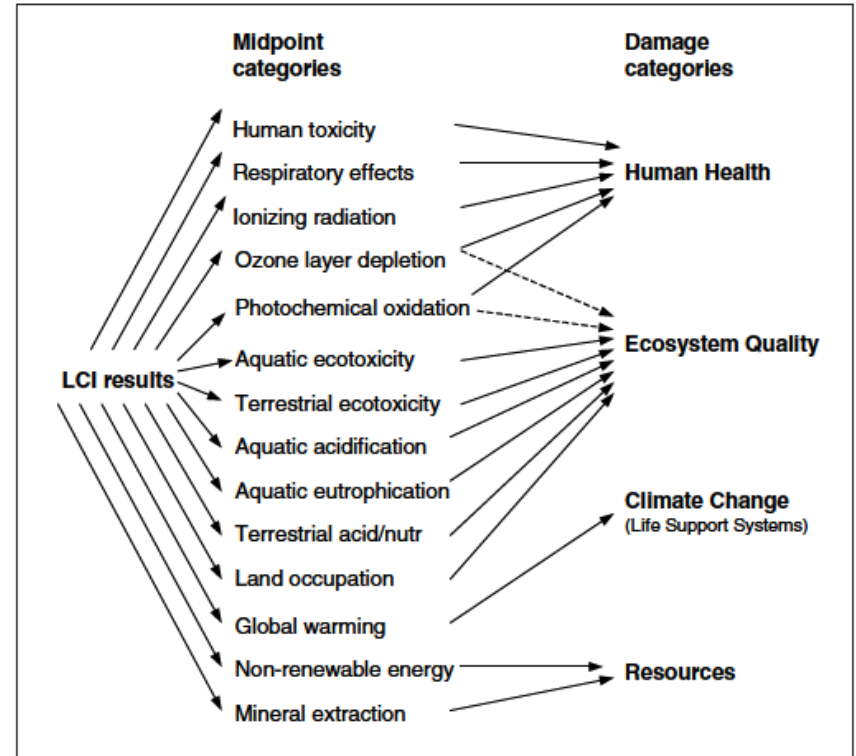 Midpoint
categories
Damage
categories
Human toxicity
Respiratory effects
Human Health
Ionizing radiation
Ozone layer depletion
Photochemical oxidation
Ecosystem Quality
Aquatic ecotoxicity
LCI results
Terrestrial ecotoxicity
Aquatic acidification
Aquatic eutrophication
Climate Change
(Life Support Systems)
Terrestrial acid/nutr
Land occupation
Global warming
Non-renewable energy
Resources
Mineral extraction